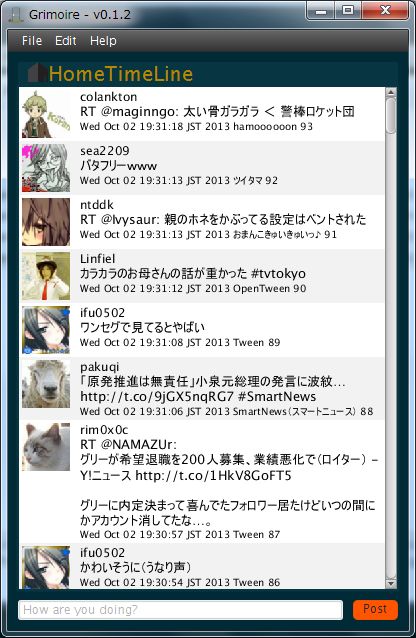 Grimoire - v0.1.2
File Edit Help
HomeTimeLine
colankton
RT @maginngo: 太い骨ガラガラ < 警棒ロケット団
Wed Oct 02 19:31:18 JST 2013 hamoooooon 93
sea2209
バタフリーwww
Wed Oct 02 19:31:13 JST 2013 ツイタマ 92
ntddk
RT @Ivysaur: 親のホネをかぶってる設定はベントされた
Wed Oct 02 19:31:13 JST 2013 おまんこきゅいきゅいっ♪ 91
Linfiel
カラカラのお母さんの話が重かった #tvtokyo
Wed Oct 02 19:31:12 JST 2013 OpenTween 90
ifu0502
ワンセグで見てるとやばい
Wed Oct 02 19:31:08 JST 2013 Tween 89
pakuqi
「原発推進は無責任」小泉元総理の発言に波紋...
http://t.co/9jGX5nqRG7 #SmartNews
Wed Oct 02 19:31:06 JST 2013 SmartNews(スマートニュース) 88
rim0x0c
RT @NAMAZUr:
グリーが希望退職を200人募集、業績悪化で(ロイター) -
Y!ニュース http://t.co/1HkV8GoFT5
グリーに内定決まって喜んでたフォロワー居たけどいつの間に
かアカウント消してたな...。
Wed Oct 02 19:30:57 JST 2013 Tween 87
ifu0502
かわいそうに(うなり声)
Wed Oct 02 19:30:54 JST 2013 Tween 86
How are you doing?
Post